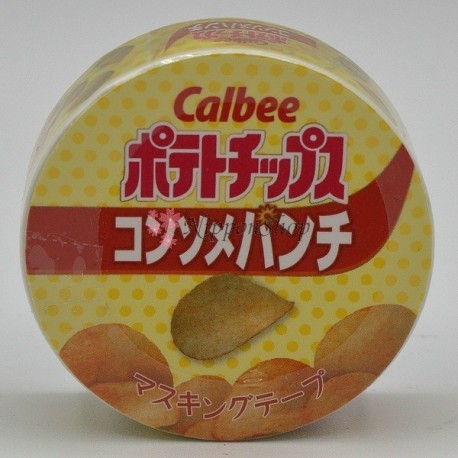 Calbee
ポテトチップス
コンソメパンチ
NipponShop
マスキングテープ